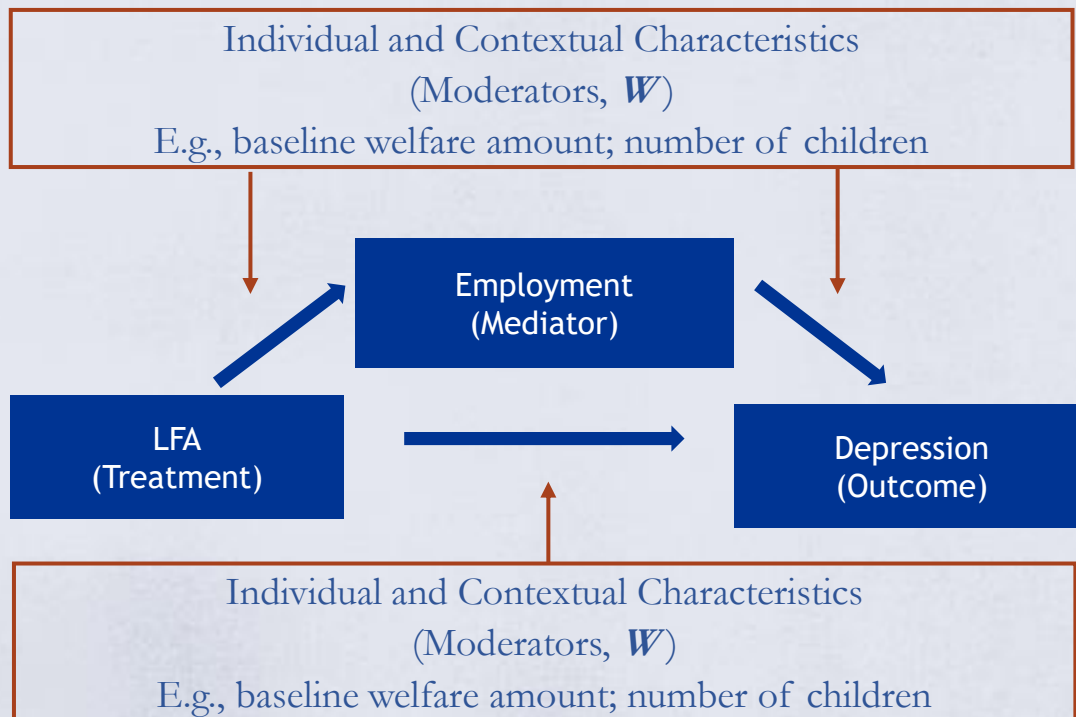 Individual and Contextual Characteristics
(Moderators, W)
E.g., baseline welfare amount; number of children
Employment
(Mediator)
LFA
(Treatment)
Depression
(Outcome)
Individual and Contextual Characteristics
(Moderators, W)
E.g., baseline welfare amount; number of children